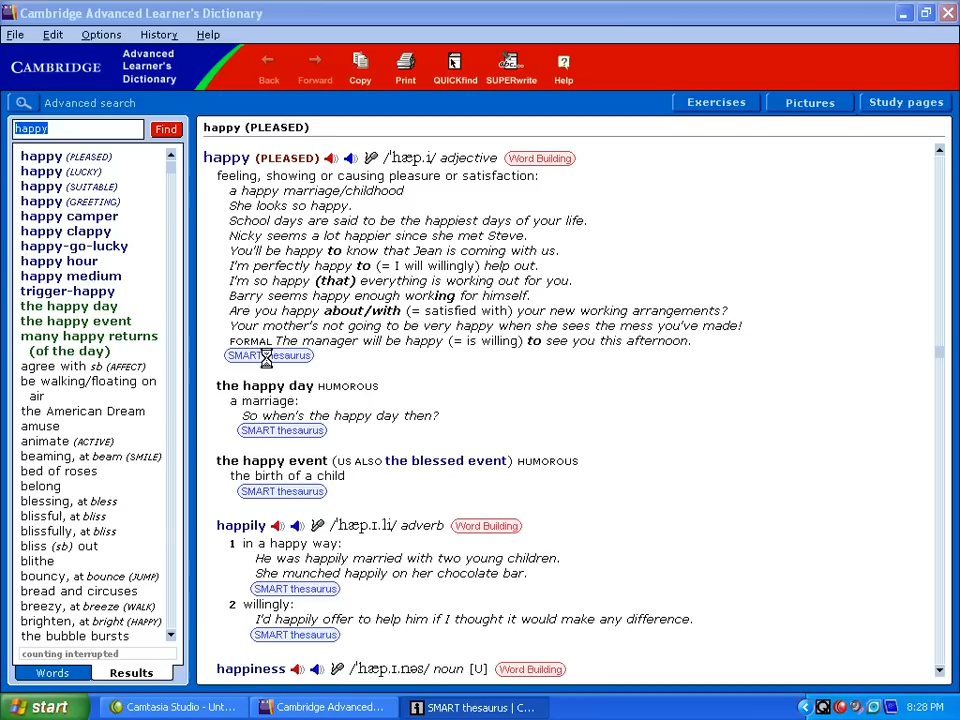 Cambridge Advanced Learner's Dictionary
File Edit Options History Help
CAMBRIDGE Advanced Learner's Dictionary
Back Forward Copy Print QUICKfind SUPERwrite Help
Advanced search Exercises Pictures Study pages
happy Find
happy (PLEASED)
happy (LUCKY)
happy (SUITABLE)
happy (GREETING)
happy camper
happy clappy
happy-go-lucky
happy hour
happy medium
trigger-happy
the happy day
the happy event
many happy returns
(of the day)
agree with sb (AFFECT)
be walking/floating on
air
the American Dream
amuse
animate (ACTIVE)
beaming, at beam (SMILE)
bed of roses
belong
blessing, at bless
blissful, at bliss
blissfully, at bliss
bliss (sb) out
blithe
bouncy, at bounce (JUMP)
bread and circuses
breezy, at breeze (WALK)
brighten, at bright (HAPPY)
the bubble bursts
counting interrupted
Words Results
happy (PLEASED)
happy (PLEASED) /ˈhæp.i/ adjective Word Building
feeling, showing or causing pleasure or satisfaction:
a happy marriage/childhood
She looks so happy.
School days are said to be the happiest days of your life.
Nicky seems a lot happier since she met Steve.
You'll be happy to know that Jean is coming with us.
I'm perfectly happy to (= I will willingly) help out.
I'm so happy (that) everything is working out for you.
Barry seems happy enough working for himself.
Are you happy about/with (= satisfied with) your new working arrangements?
Your mother's not going to be very happy when she sees the mess you've made!
FORMAL The manager will be happy (= is willing) to see you this afternoon.
SMART thesaurus
the happy day HUMOROUS
a marriage:
So when's the happy day then?
SMART thesaurus
the happy event (US ALSO the blessed event) HUMOROUS
the birth of a child
SMART thesaurus
happily /ˈhæp.ɪ.li/ adverb Word Building
1 in a happy way:
He was happily married with two young children.
She munched happily on her chocolate bar.
SMART thesaurus
2 willingly:
I'd happily offer to help him if I thought it would make any difference.
SMART thesaurus
happiness /ˈhæp.ɪ.nəs/ noun [U] Word Building
start Camtasia Studio - Unt... Cambridge Advanced... SMART thesaurus | C... 8:28 PM